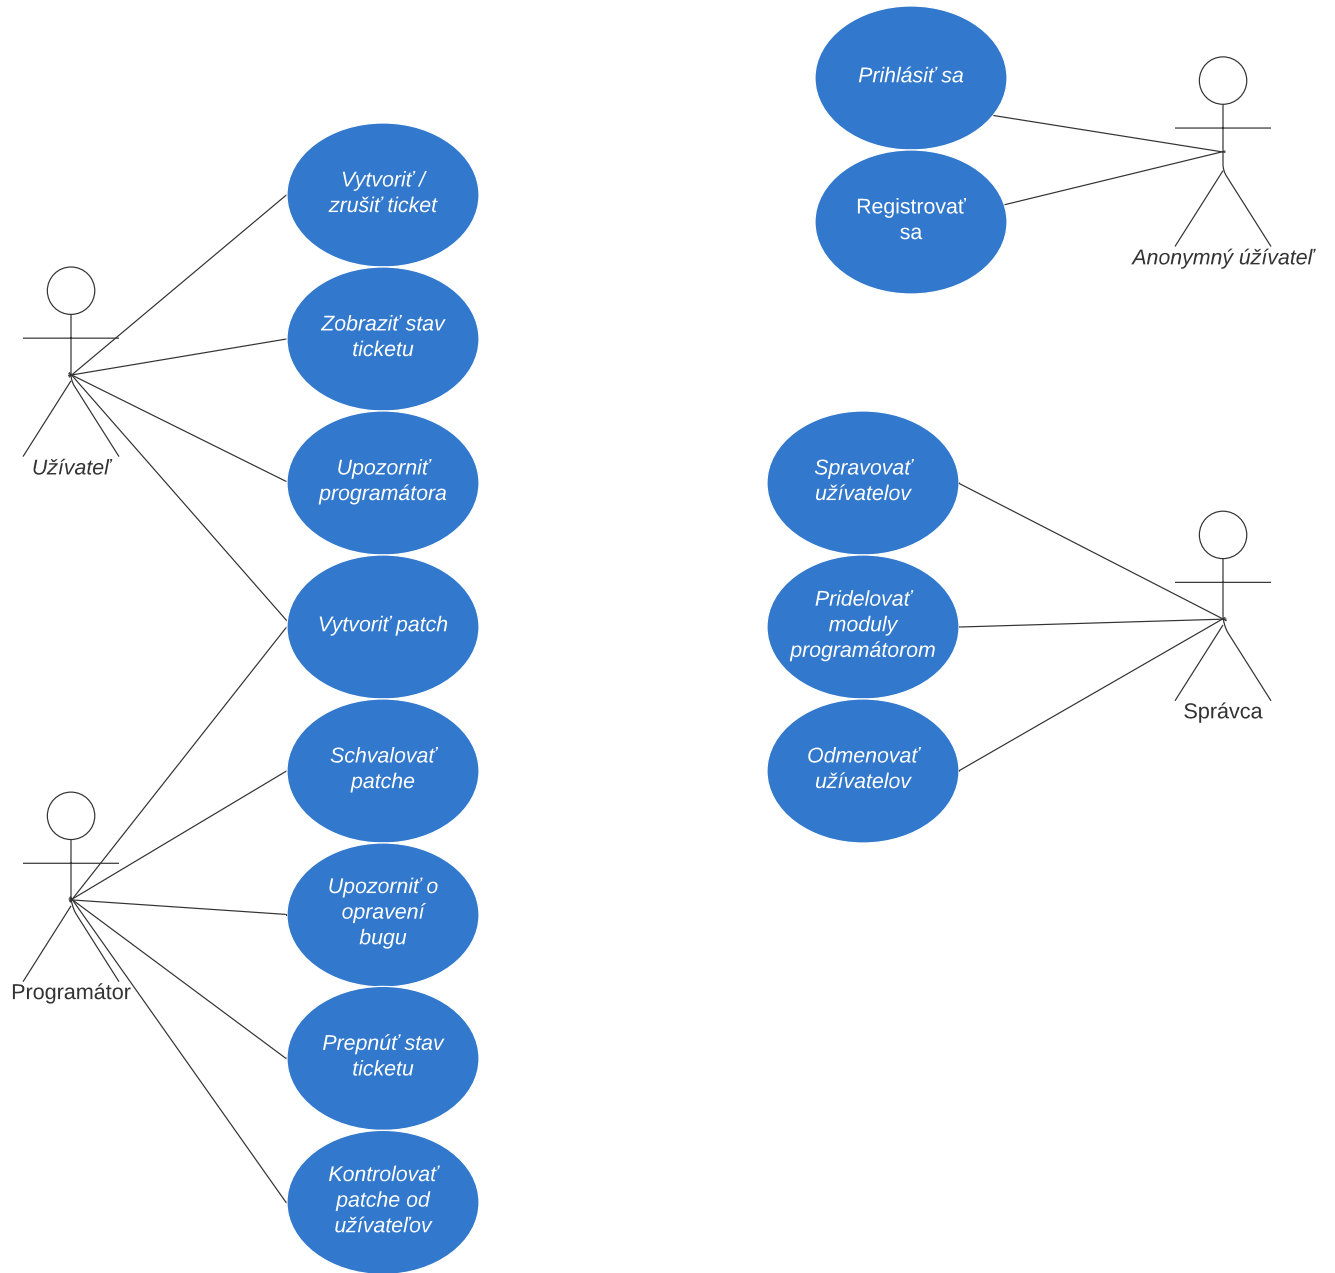 Prihlásiť sa
Registrovať
sa
Anonymný úžívateľ
Vytvoriť /
zrušiť ticket
Zobraziť stav
ticketu
Upozorniť
programátora
Vytvoriť patch
Schvalovať
patche
Upozorniť o
opravení
bugu
Prepnúť stav
ticketu
Kontrolovať
patche od
užívateľov
Užívateľ
Programátor
Spravovať
užívatelov
Pridelovať
moduly
programátorom
Odmenovať
užívatelov
Správca